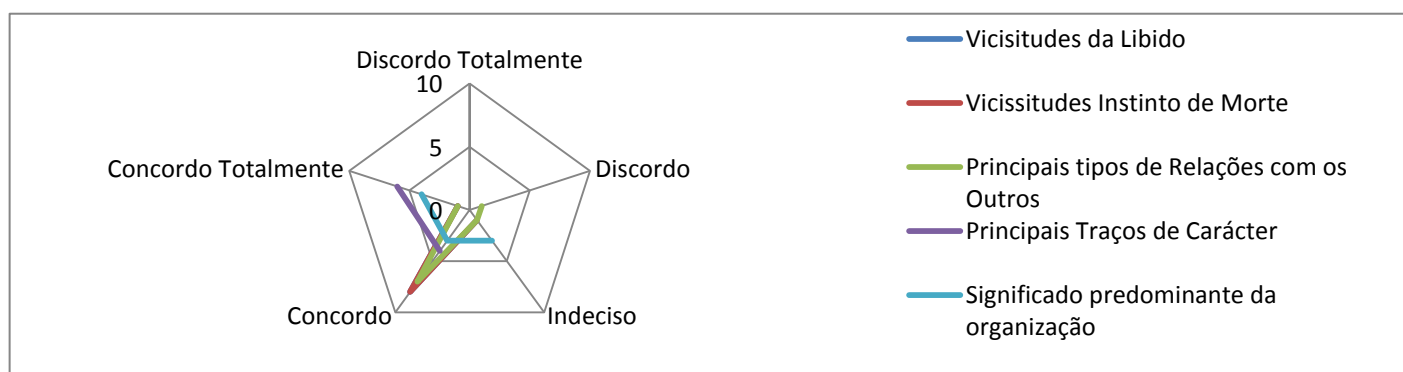 Discordo Totalmente
10
5
0
Discordo
Indeciso
Concordo
Concordo Totalmente
Vicisitudes da Libido
Vicissitudes Instinto de Morte
Principais tipos de Relações com os
Outros
Principais Traços de Carácter
Significado predominante da
organização